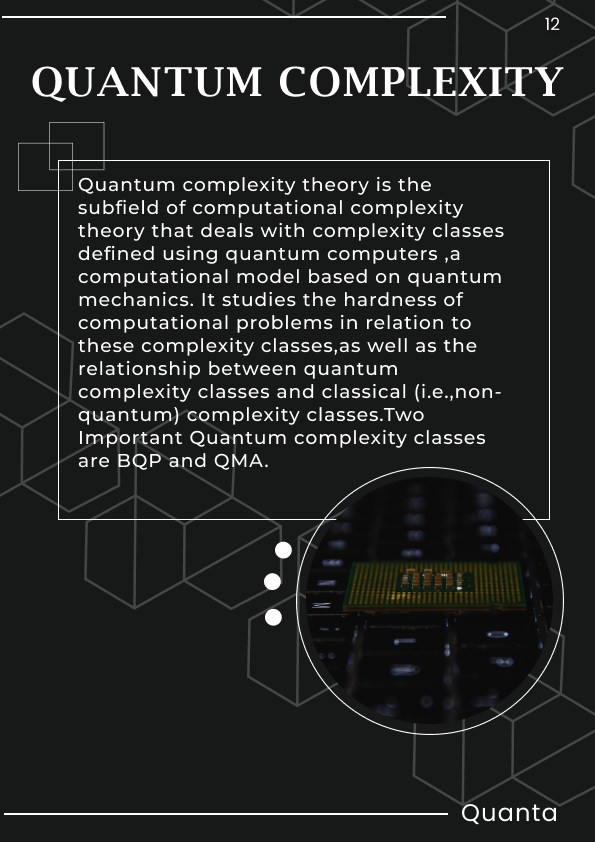 12
QUANTUM COMPLEXITY
Quantum complexity theory is the
subfield of computational complexity
theory that deals with complexity classes
defined using quantum computers ,a
computational model based on quantum
mechanics. It studies the hardness of
computational problems in relation to
these complexity classes,as well as the
relationship between quantum
complexity classes and classical (i.e.,non-
quantum) complexity classes.Two
Important Quantum complexity classes
are BQP and QMA.
Quanta